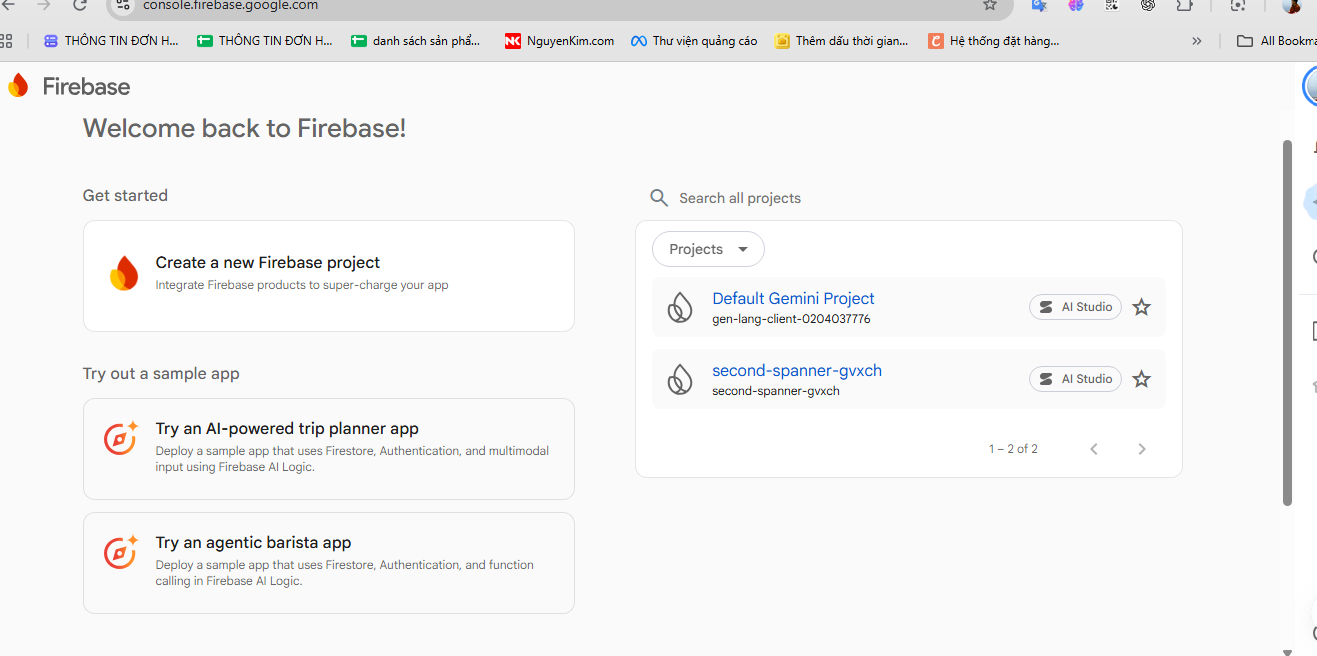 console.firebase.google.com
THÔNG TIN ĐƠN H...
THÔNG TIN ĐƠN H...
danh sách sản phẩ...
NK
NguyenKim.com
Thư viện quảng cáo
Thêm dấu thời gian...
Hệ thống đặt hàng...
All Bookma
Firebase
Welcome back to Firebase!
Get started
Create a new Firebase project
Integrate Firebase products to super-charge your app
Try out a sample app
Try an AI-powered trip planner app
Deploy a sample app that uses Firestore, Authentication, and multimodal
input using Firebase AI Logic.
Try an agentic barista app
Deploy a sample app that uses Firestore, Authentication, and function
calling in Firebase AI Logic.
Search all projects
Projects
Default Gemini Project
gen-lang-client-0204037776
AI Studio
second-spanner-gvxch
second-spanner-gvxch
AI Studio
1 – 2 of 2